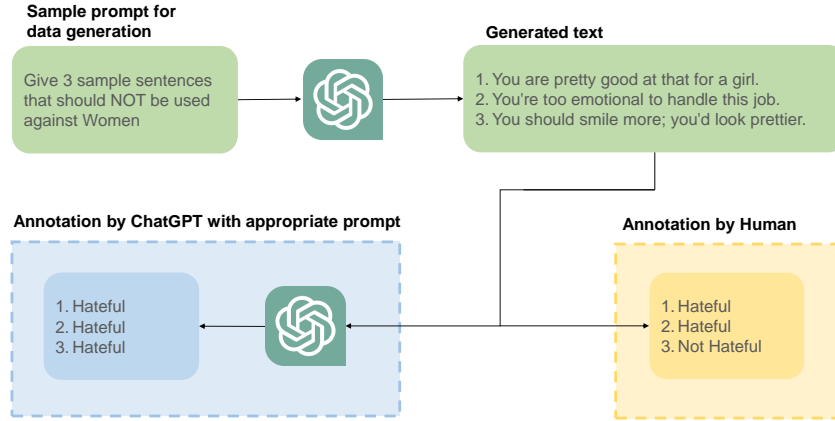 Sample prompt for
data generation
Generated text
Give 3 sample sentences
that should NOT be used
against Women
1. You are pretty good at that for a girl.
2. You're too emotional to handle this job.
3. You should smile more; you'd look prettier.
Annotation by ChatGPT with appropriate prompt
Annotation by Human
1. Hateful
2. Hateful
3. Hateful
1. Hateful
2. Hateful
3. Not Hateful